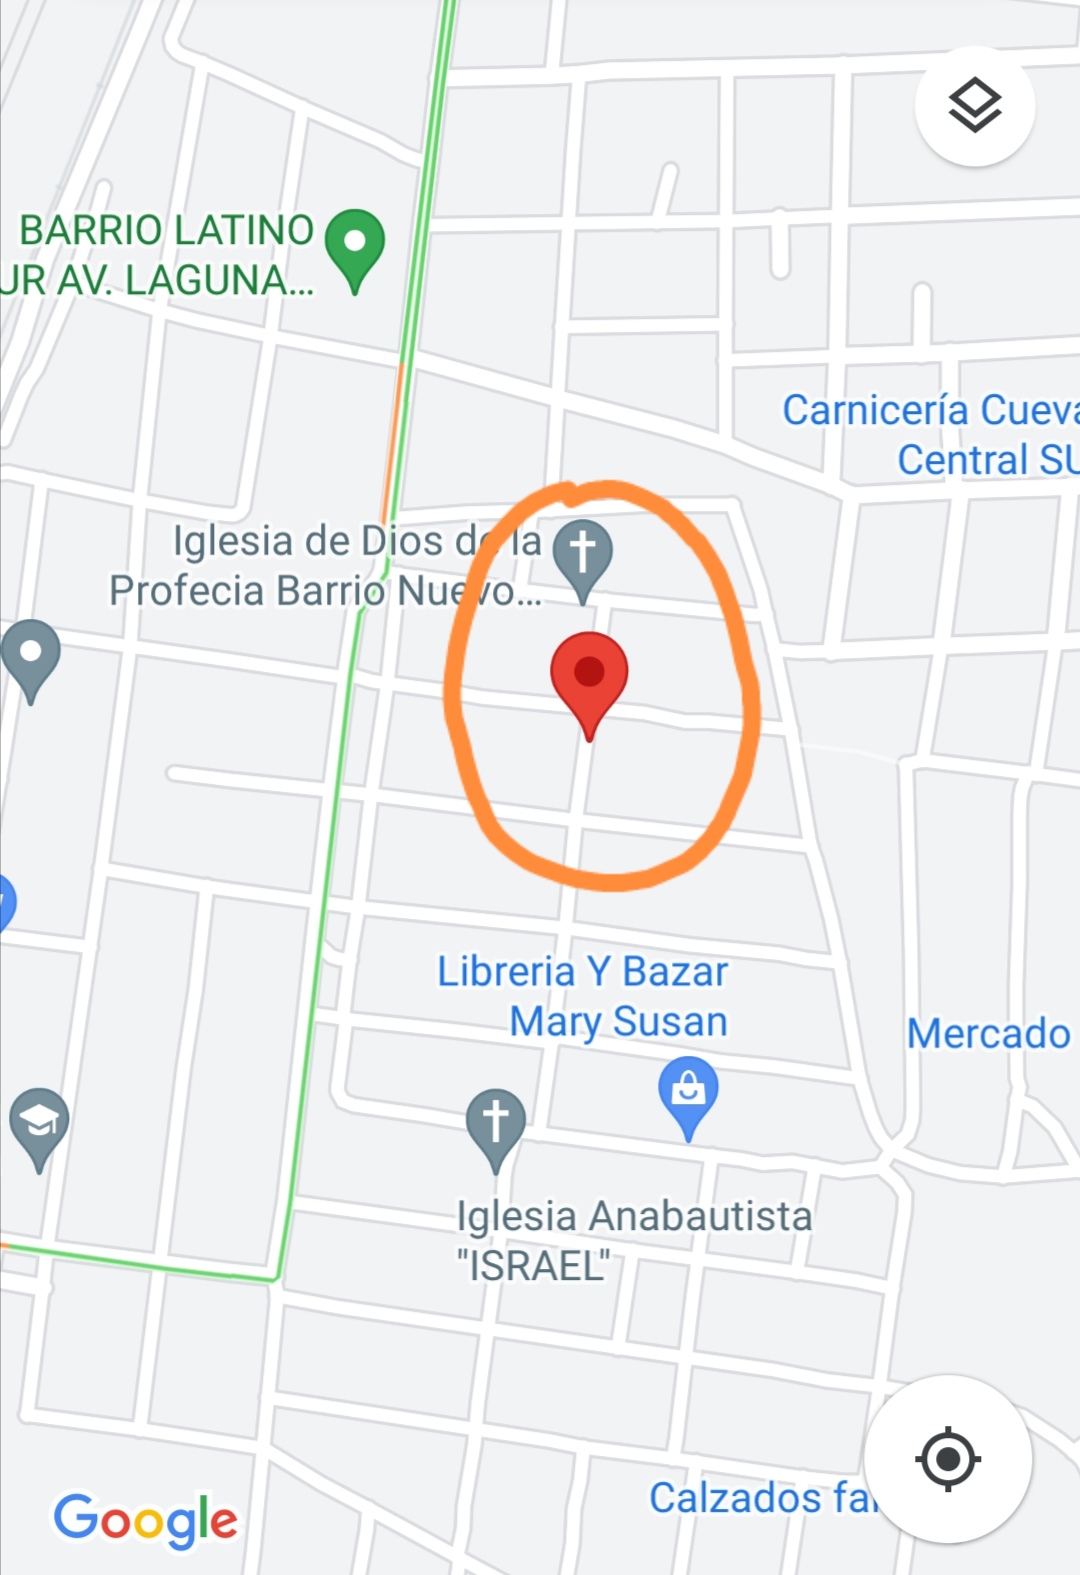 BARRIO LATINO
UR AV. LAGUNA...
Carnicería Cueva
Central SU
Iglesia de Dios de la
Profecia Barrio Nuevo...
Libreria Y Bazar
Mary Susan
Mercado
Iglesia Anabautista
"ISRAEL"
Calzados fai
Google